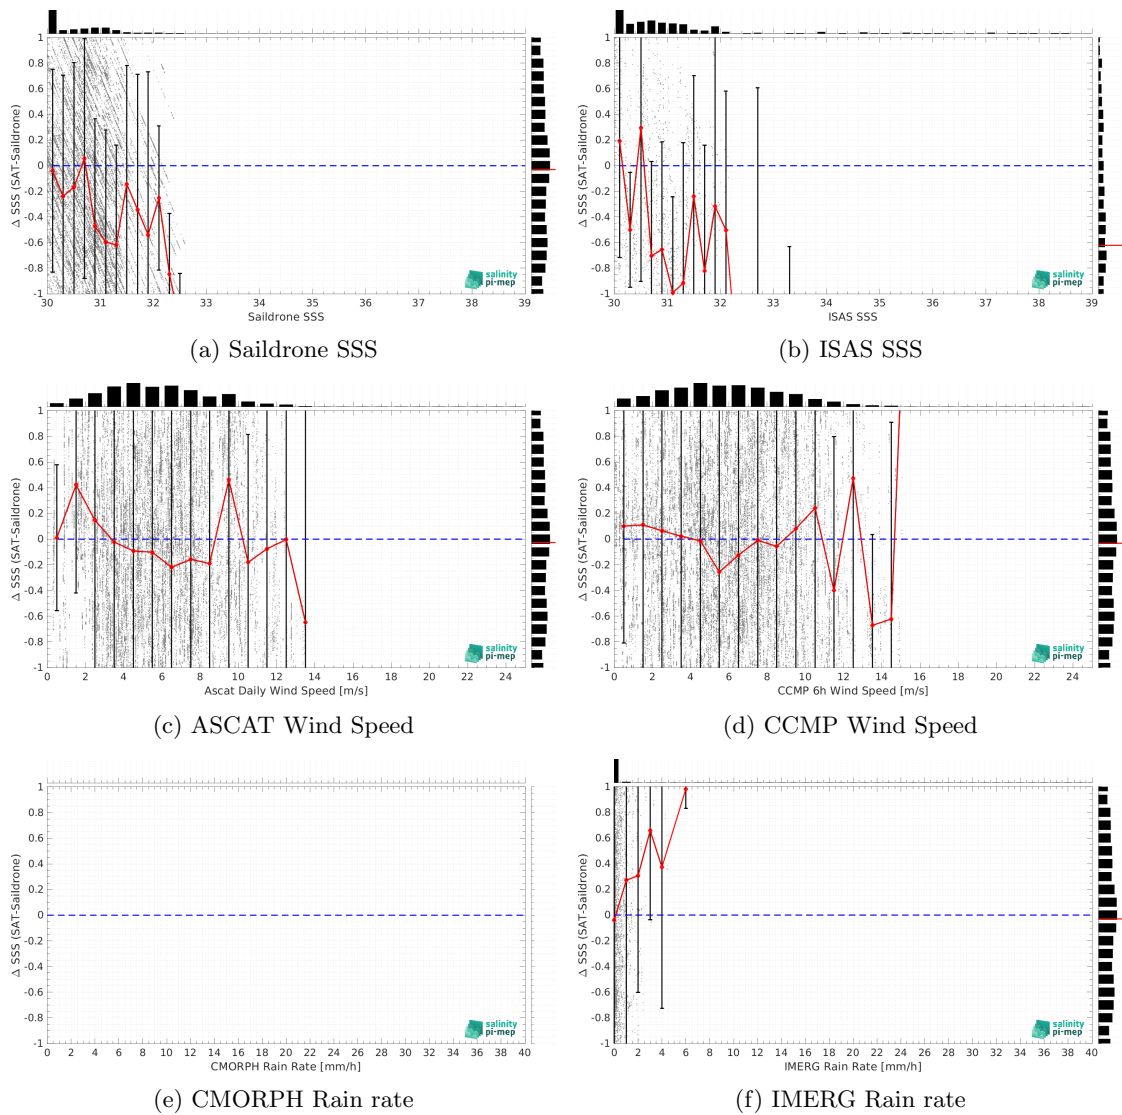 1
0.8
0.6
0.4
0.2
0
-0.2
-0.4
-0.6
-0.8
-1
Δ SSS (SAT-Saildrone)
30 31 32 33 34 35 36 37 38 39
Saildrone SSS
salinity
pi-mep
(a) Saildrone SSS
1
0.8
0.6
0.4
0.2
0
-0.2
-0.4
-0.6
-0.8
-1
Δ SSS (SAT-Saildrone)
30 31 32 33 34 35 36 37 38 39
ISAS SSS
salinity
pi-mep
(b) ISAS SSS
1
0.8
0.6
0.4
0.2
0
-0.2
-0.4
-0.6
-0.8
-1
Δ SSS (SAT-Saildrone)
0 2 4 6 8 10 12 14 16 18 20 22 24
Ascat Daily Wind Speed [m/s]
salinity
pi-mep
(c) ASCAT Wind Speed
1
0.8
0.6
0.4
0.2
0
-0.2
-0.4
-0.6
-0.8
-1
Δ SSS (SAT-Saildrone)
0 2 4 6 8 10 12 14 16 18 20 22 24
CCMP 6h Wind Speed [m/s]
salinity
pi-mep
(d) CCMP Wind Speed
1
0.8
0.6
0.4
0.2
0
-0.2
-0.4
-0.6
-0.8
-1
Δ SSS (SAT-Saildrone)
0 2 4 6 8 10 12 14 16 18 20 22 24 26 28 30 32 34 36 38 40
CMORPH Rain Rate [mm/h]
salinity
pi-mep
(e) CMORPH Rain rate
1
0.8
0.6
0.4
0.2
0
-0.2
-0.4
-0.6
-0.8
-1
Δ SSS (SAT-Saildrone)
0 2 4 6 8 10 12 14 16 18 20 22 24 26 28 30 32 34 36 38 40
IMERG Rain Rate [mm/h]
salinity
pi-mep
(f) IMERG Rain rate